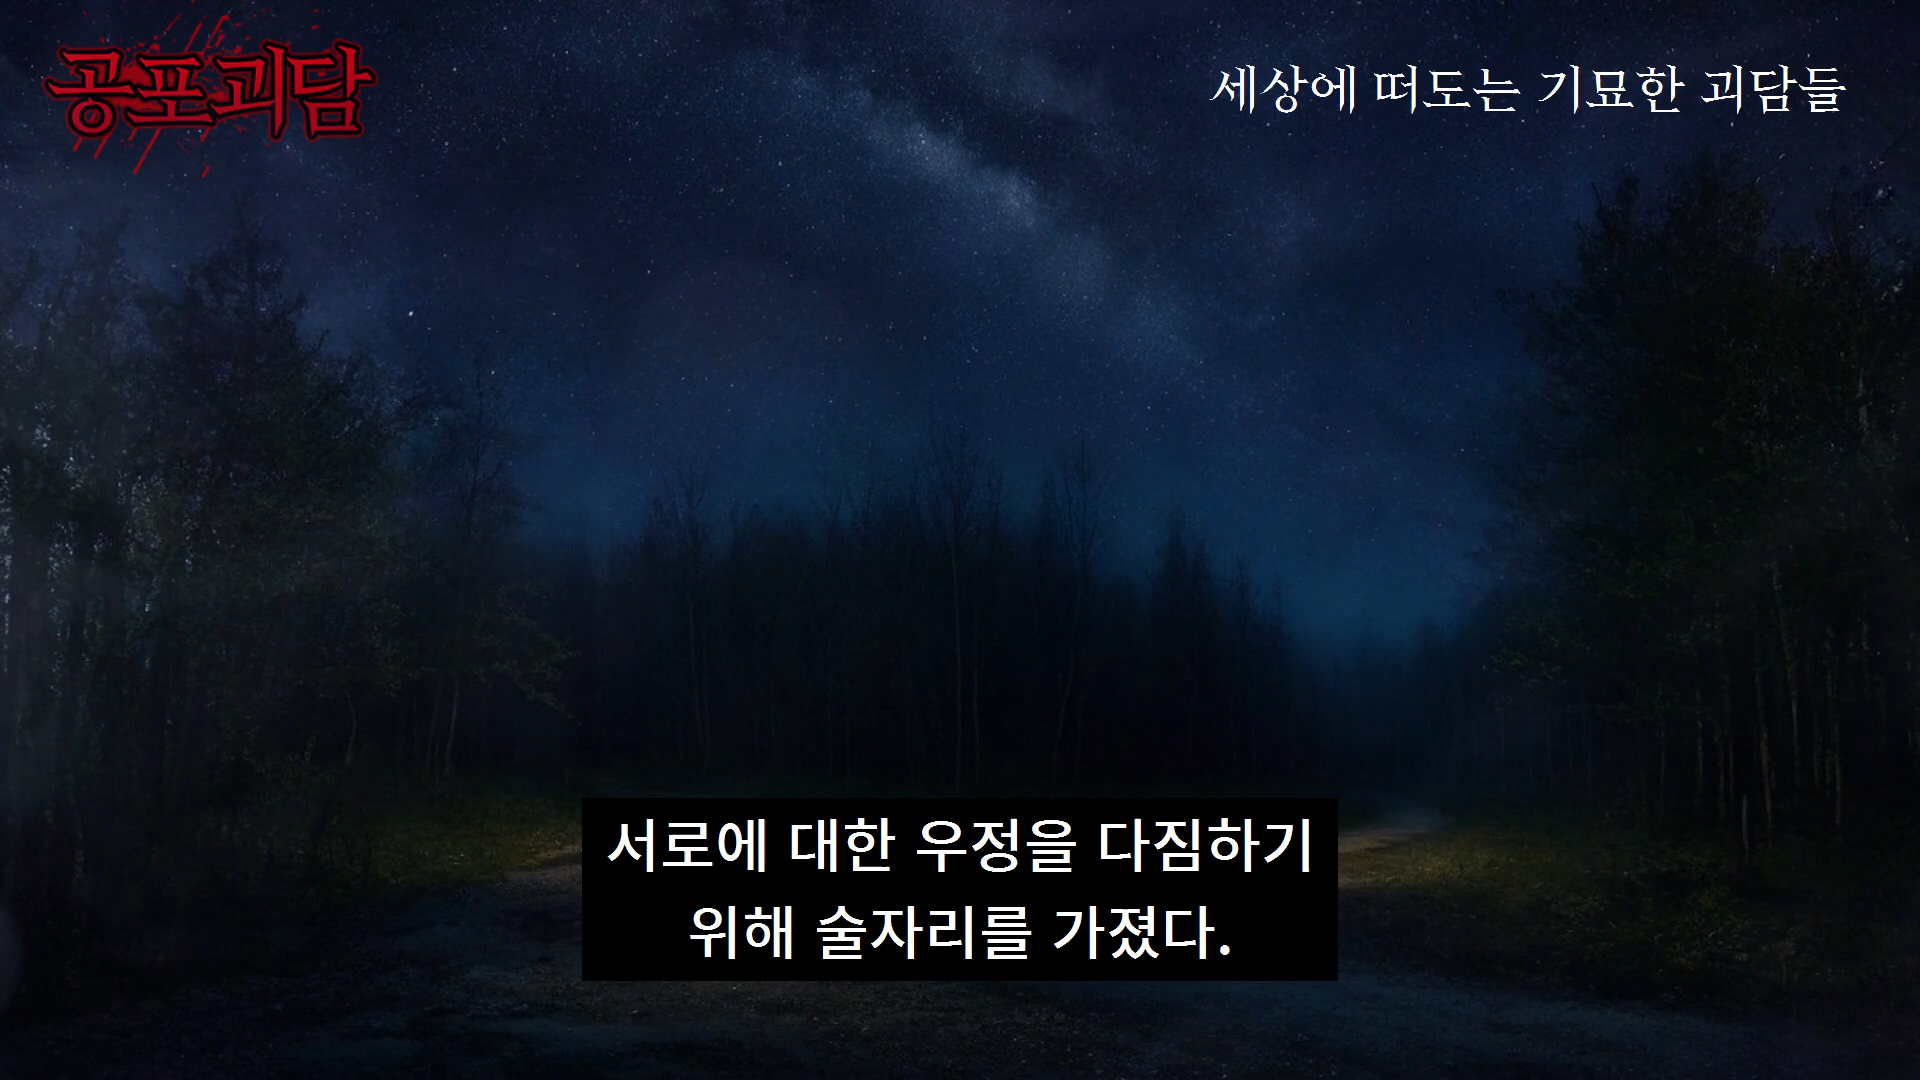 공포괴담
세상에 떠도는 기묘한 괴담들
서로에 대한 우정을 다짐하기
위해 술자리를 가졌다.